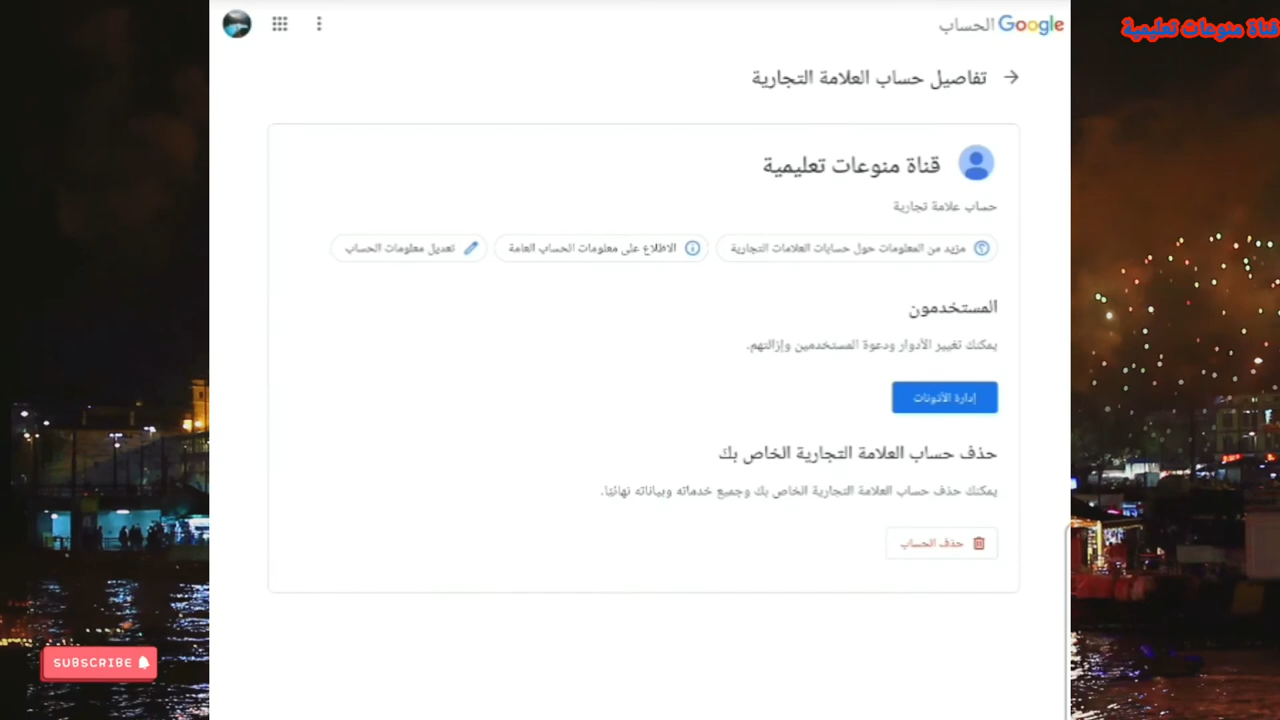 Google الحساب
قناة منوعات تعليمية
تفاصيل حساب العلامة التجارية
قناة منوعات تعليمية
حساب علامة تجارية
مزيد من المعلومات حول حسابات العلامات التجارية
الاطّلاع على معلومات الحساب العامة
تعديل معلومات الحساب
المستخدمون
يمكنك تغيير الأدوار ودعوة المستخدمين وإزالتهم.
إدارة الأذونات
حذف حساب العلامة التجارية الخاص بك
يمكنك حذف حساب العلامة التجارية الخاص بك وجميع خدماته وبياناته نهائيًا.
حذف الحساب
SUBSCRIBE